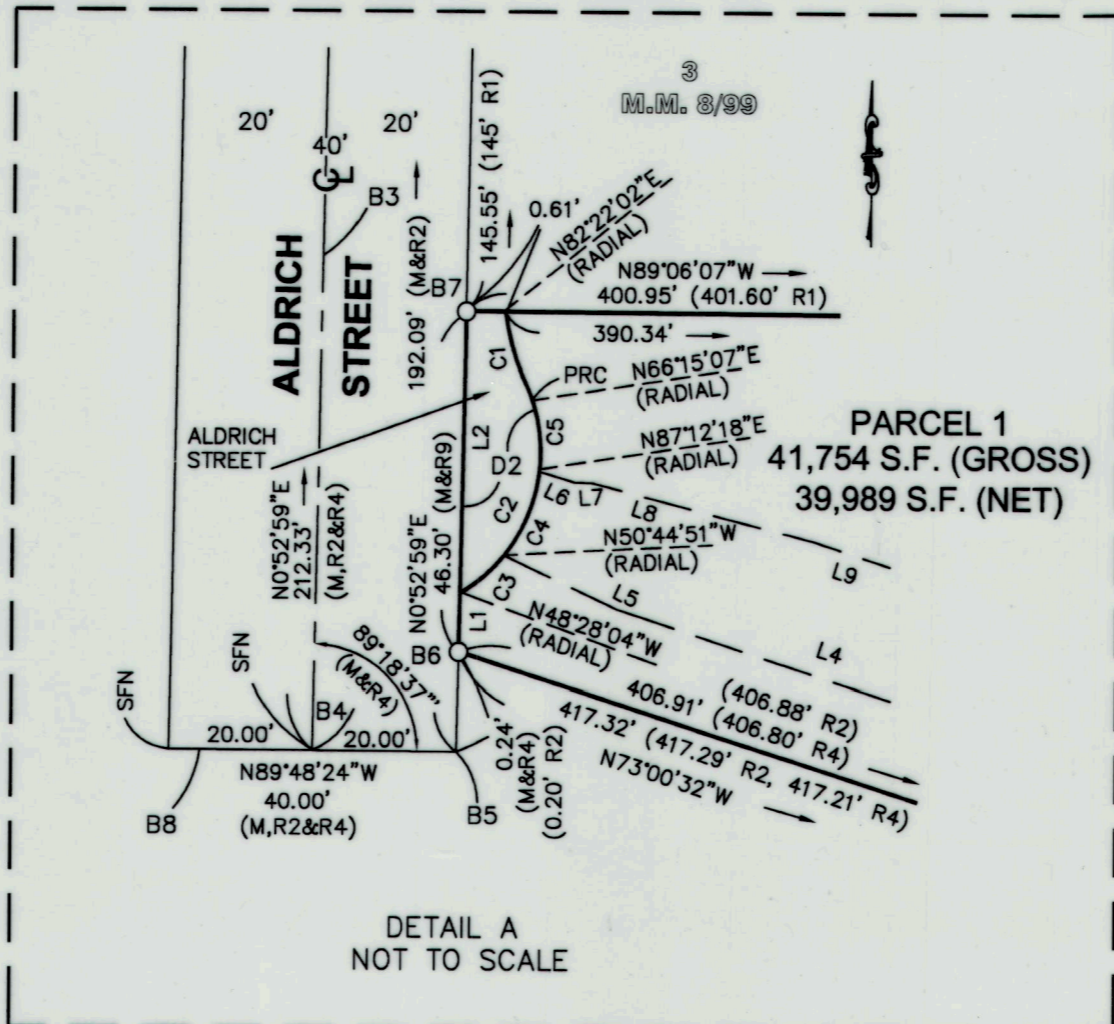 3
M.M. 8/99
20'
40'
20'
B3
ALDRICH
STREET
192.09' (M&R2)
145.55' (145' R1)
0.61'
N82°22'02"E
(RADIAL)
B7
N89°06'07"W
400.95' (401.60' R1)
390.34'
C1
PRC
N66°15'07"E
(RADIAL)
C5
N87°12'18"E
(RADIAL)
PARCEL 1
41,754 S.F. (GROSS)
39,989 S.F. (NET)
ALDRICH
STREET
L2
D2
C2
L6
L7
L8
L9
C4
N50°44'51"W
(RADIAL)
C3
L5
L4
N0°52'59"E
212.33'
(M,R2&R4)
N0°52'59"E
46.30' (M&R9)
L1
N48°28'04"W
(RADIAL)
B6
89°18'37"
(M&R4)
SFN
SFN
B4
20.00'
20.00'
N89°48'24"W
40.00'
(M,R2&R4)
B8
B5
0.24'
(M&R4)
(0.20' R2)
(406.88' R2)
406.91' (406.80' R4)
417.32' (417.29' R2, 417.21' R4)
N73°00'32"W
DETAIL A
NOT TO SCALE